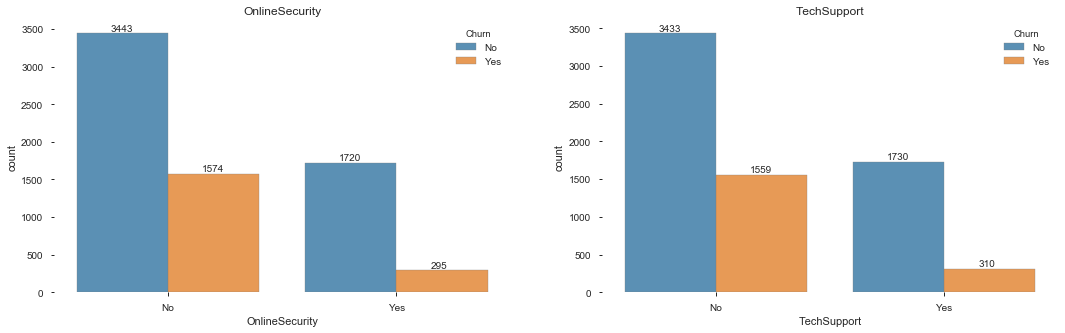 OnlineSecurity
3500
3000
2500
2000
1500
1000
500
0
count
3443
1574
1720
295
Churn
No
Yes
No
Yes
OnlineSecurity
TechSupport
3500
3000
2500
2000
1500
1000
500
0
count
3433
1559
1730
310
Churn
No
Yes
No
Yes
TechSupport